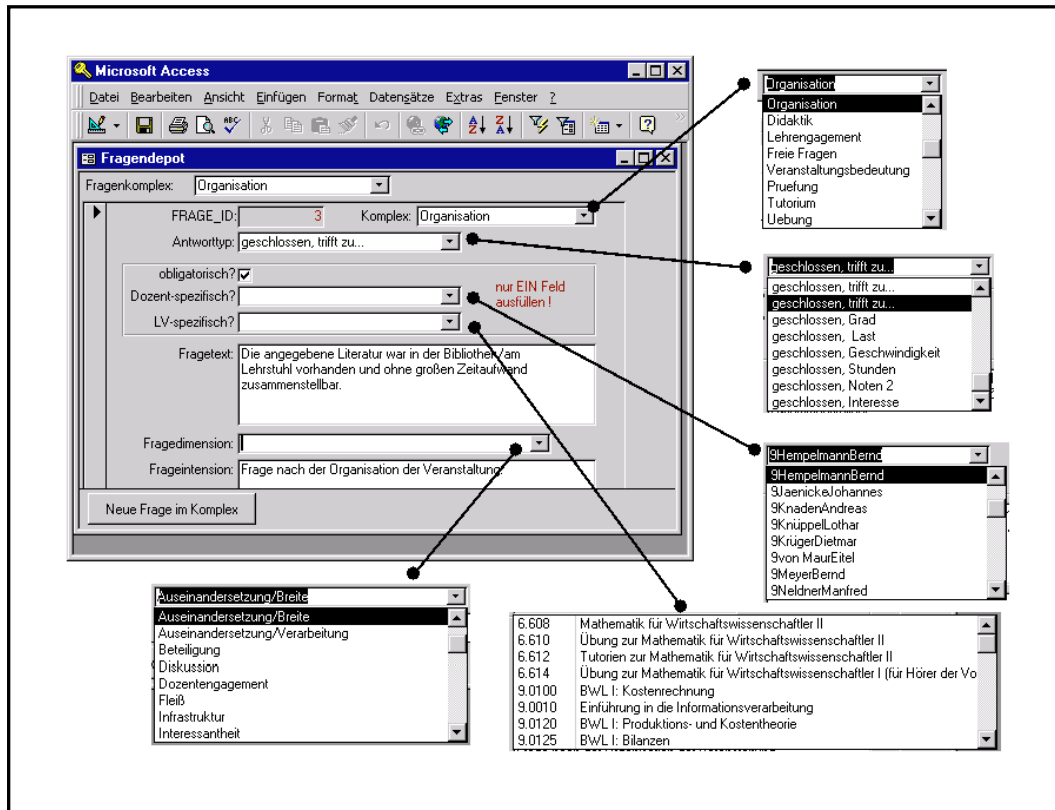 Microsoft Access
Datei Bearbeiten Ansicht Einfügen Format Datensätze Extras Fenster ?
Fragendepot
Fragenkomplex: Organisation
FRAGE_ID: 3 Komplex: Organisation
Antworttyp: geschlossen, trifft zu...
obligatorisch?
Dozent-spezifisch?
nur EIN Feld
ausfüllen !
LV-spezifisch?
Fragetext: Die angegebene Literatur war in der Bibliothek/am
Lehrstuhl vorhanden und ohne großen Zeitaufwand
zusammenstellbar.
Fragedimension:
Frageintension: Frage nach der Organisation der Veranstaltung.
Neue Frage im Komplex
Organisation
Organisation
Didaktik
Lehrengagement
Freie Fragen
Veranstaltungsbedeutung
Pruefung
Tutorium
Uebung
geschlossen, trifft zu...
geschlossen, trifft zu...
geschlossen, trifft zu...
geschlossen, Grad
geschlossen, Last
geschlossen, Geschwindigkeit
geschlossen, Stunden
geschlossen, Noten 2
geschlossen, Interesse
9HempelmannBernd
9HempelmannBernd
9JaenickeJohannes
9KnadenAndreas
9KnüppelLothar
9KrügerDietmar
9von MaurEitel
9MeyerBernd
9NeldnerManfred
Auseinandersetzung/Breite
Auseinandersetzung/Breite
Auseinandersetzung/Verarbeitung
Beteiligung
Diskussion
Dozentengagement
Fleiß
Infrastruktur
Interessantheit
6.608 Mathematik für Wirtschaftswissenschaftler II
6.610 Übung zur Mathematik für Wirtschaftswissenschaftler II
6.612 Tutorien zur Mathematik für Wirtschaftswissenschaftler II
6.614 Übung zur Mathematik für Wirtschaftswissenschaftler I (für Hörer der Vo
9.0100 BWL I: Kostenrechnung
9.0010 Einführung in die Informationsverarbeitung
9.0120 BWL I: Produktions- und Kostentheorie
9.0125 BWL I: Bilanzen